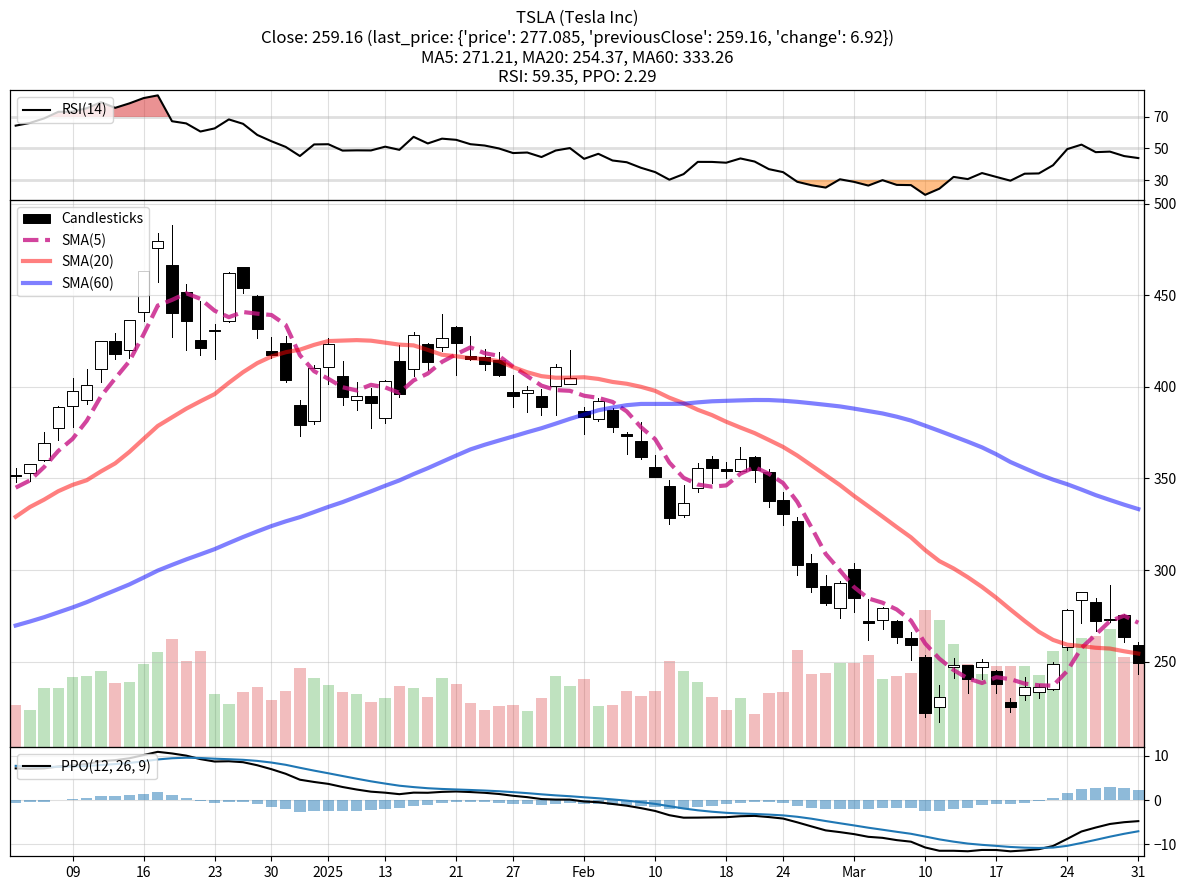 TSLA (Tesla Inc)
Close: 259.16 (last_price: {'price': 277.085, 'previousClose': 259.16, 'change': 6.92})
MA5: 271.21, MA20: 254.37, MA60: 333.26
RSI: 59.35, PPO: 2.29
RSI(14)
70
50
30
Candlesticks
SMA(5)
SMA(20)
SMA(60)
500
450
400
350
300
250
PPO(12, 26, 9)
10
0
−10
09 16 23 30 2025 13 21 27 Feb 10 18 24 Mar 10 17 24 31